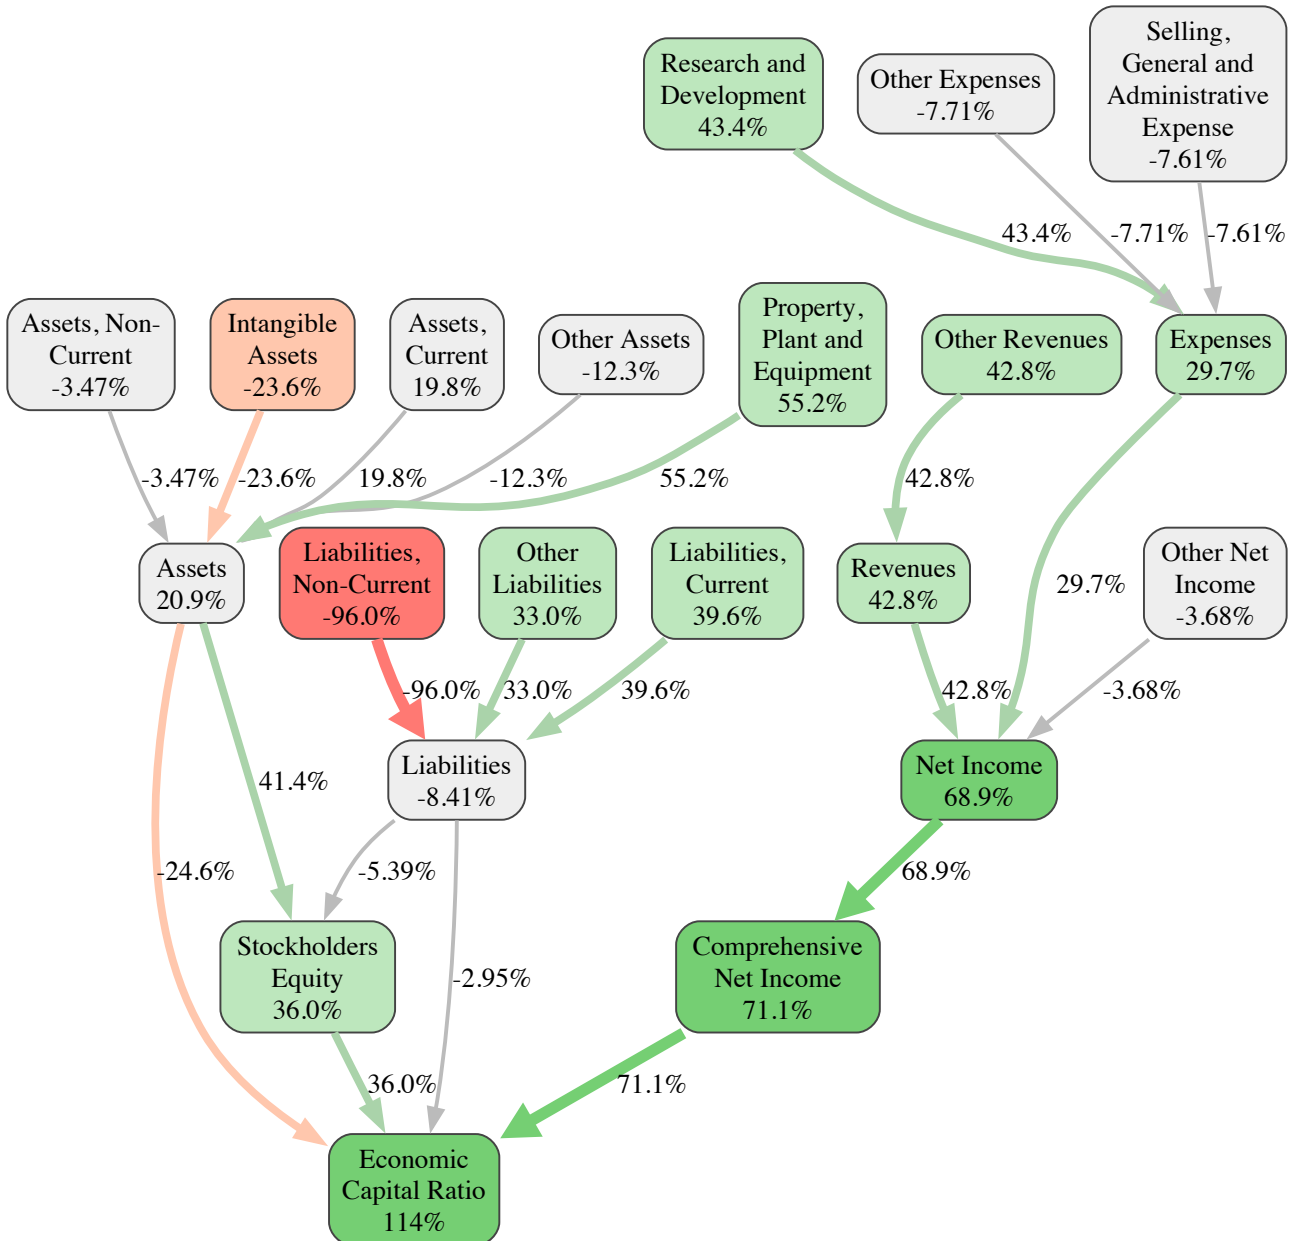 Research and
Development
43.4%
Other Expenses
-7.71%
Selling,
General and
Administrative
Expense
-7.61%
43.4%
-7.71%
-7.61%
Assets, Non-
Current
-3.47%
Intangible
Assets
-23.6%
Assets,
Current
19.8%
Other Assets
-12.3%
Property,
Plant and
Equipment
55.2%
Other Revenues
42.8%
Expenses
29.7%
-3.47%
-23.6%
19.8%
-12.3%
55.2%
42.8%
Assets
20.9%
Liabilities,
Non-Current
-96.0%
Other
Liabilities
33.0%
Liabilities,
Current
39.6%
Revenues
42.8%
29.7%
Other Net
Income
-3.68%
-96.0%
33.0%
39.6%
42.8%
-3.68%
41.4%
Liabilities
-8.41%
Net Income
68.9%
-24.6%
-5.39%
68.9%
Stockholders
Equity
36.0%
-2.95%
Comprehensive
Net Income
71.1%
36.0%
71.1%
Economic
Capital Ratio
114%